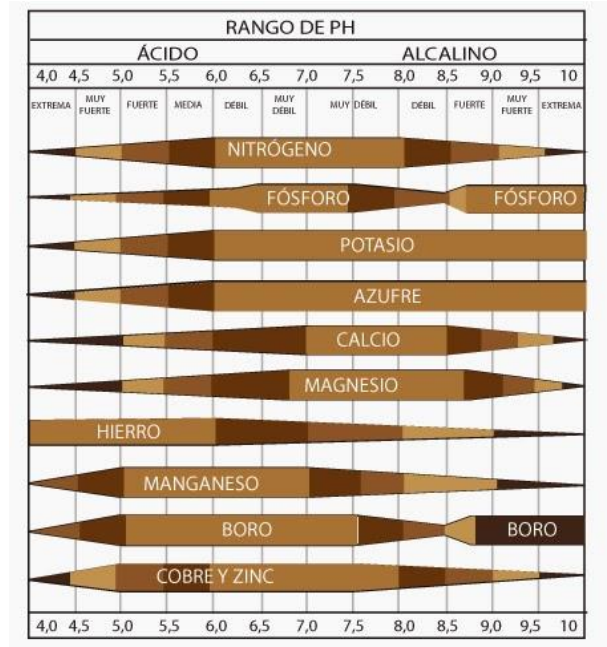 RANGO DE PH
ÁCIDO ALCALINO
4,0 4,5 5,0 5,5 6,0 6,5 7,0 7,5 8,0 8,5 9,0 9,5 10
EXTREMA MUY FUERTE FUERTE MEDIA DÉBIL MUY DÉBIL MUY DÉBIL DÉBIL FUERTE MUY FUERTE EXTREMA
NITRÓGENO
FÓSFORO FÓSFORO
POTASIO
AZUFRE
CALCIO
MAGNESIO
HIERRO
MANGANESO
BORO BORO
COBRE Y ZINC
4,0 4,5 5,0 5,5 6,0 6,5 7,0 7,5 8,0 8,5 9,0 9,5 10